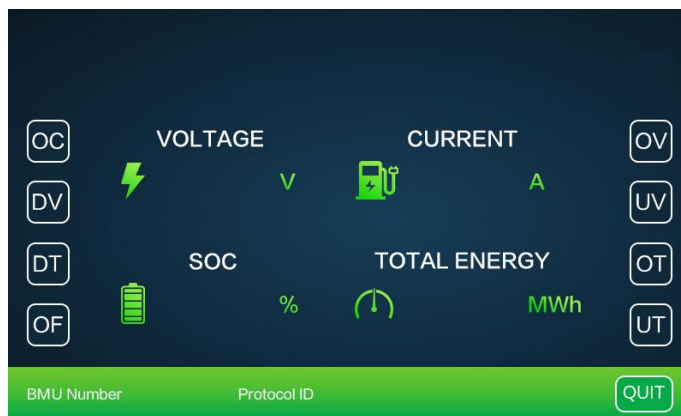 OC VOLTAGE CURRENT OV
V A
DV UV
DT SOC TOTAL ENERGY OT
% MWh
OF UT
BMU Number Protocol ID QUIT